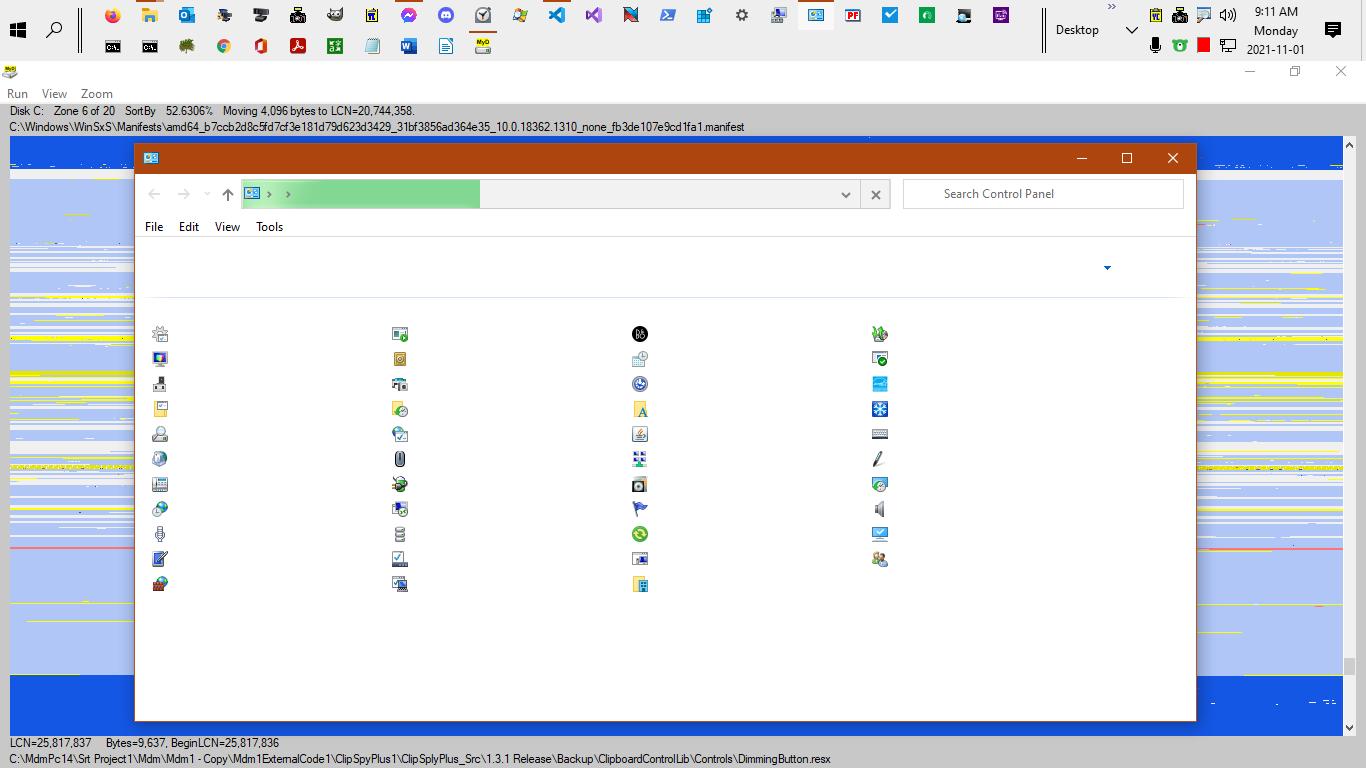 9:11 AM
Desktop
Monday
2021-11-01
Run View Zoom
Disk C: Zone 6 of 20 SortBy 52.6306% Moving 4,096 bytes to LCN=20,744,358.
C:\Windows\WinSxS\Manifests\amd64_b7ccb2d8c5fd7cf3e181d79d623d3429_31bf3856ad364e35_10.0.18362.1310_none_fb3de107e9cd1fa1.manifest
Search Control Panel
File Edit View Tools
LCN=25,817,837 Bytes=9,637, BeginLCN=25,817,836
C:\MdmPc14\Srt Project1\Mdm\Mdm1 - Copy\Mdm1ExternalCode1\ClipSpyPlus1\ClipSplyPlus_Src\1.3.1 Release\Backup\ClipboardControlLib\Controls\DimmingButton.resx